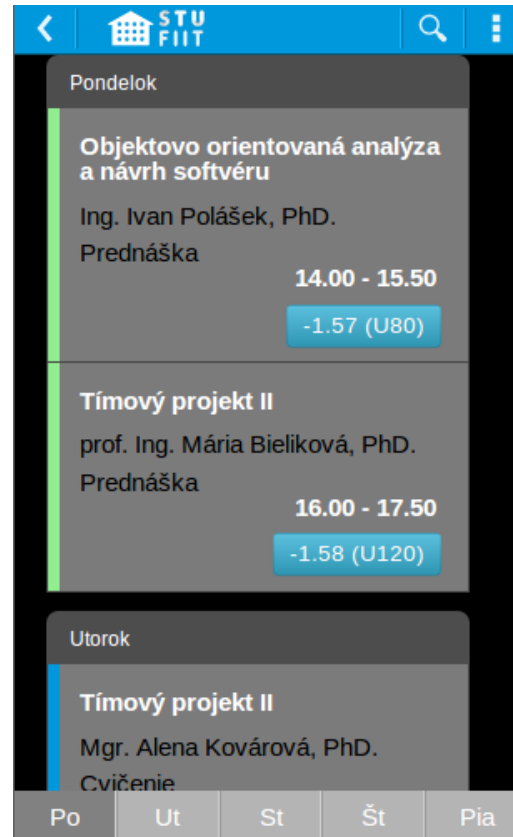 STU
FIIT
Pondelok
Objektovo orientovaná analýza
a návrh softvéru
Ing. Ivan Polášek, PhD.
Prednáška
14.00 - 15.50
-1.57 (U80)
Tímový projekt II
prof. Ing. Mária Bieliková, PhD.
Prednáška
16.00 - 17.50
-1.58 (U120)
Utorok
Tímový projekt II
Mgr. Alena Kovárová, PhD.
Cvičenie
Po Ut St Št Pia